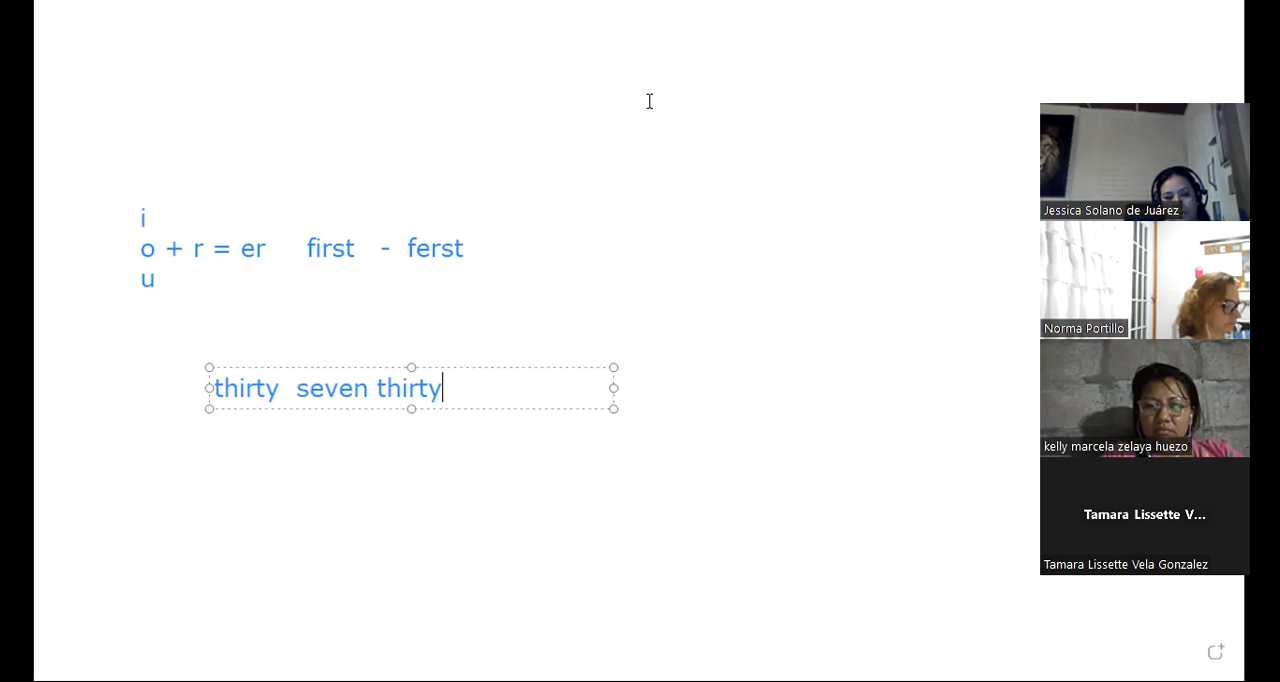 i
o + r = er first - ferst
u
thirty seven thirty
Jessica Solano de Juárez
Norma Portillo
kelly marcela zelaya huezo
Tamara Lissette V...
Tamara Lissette Vela Gonzalez